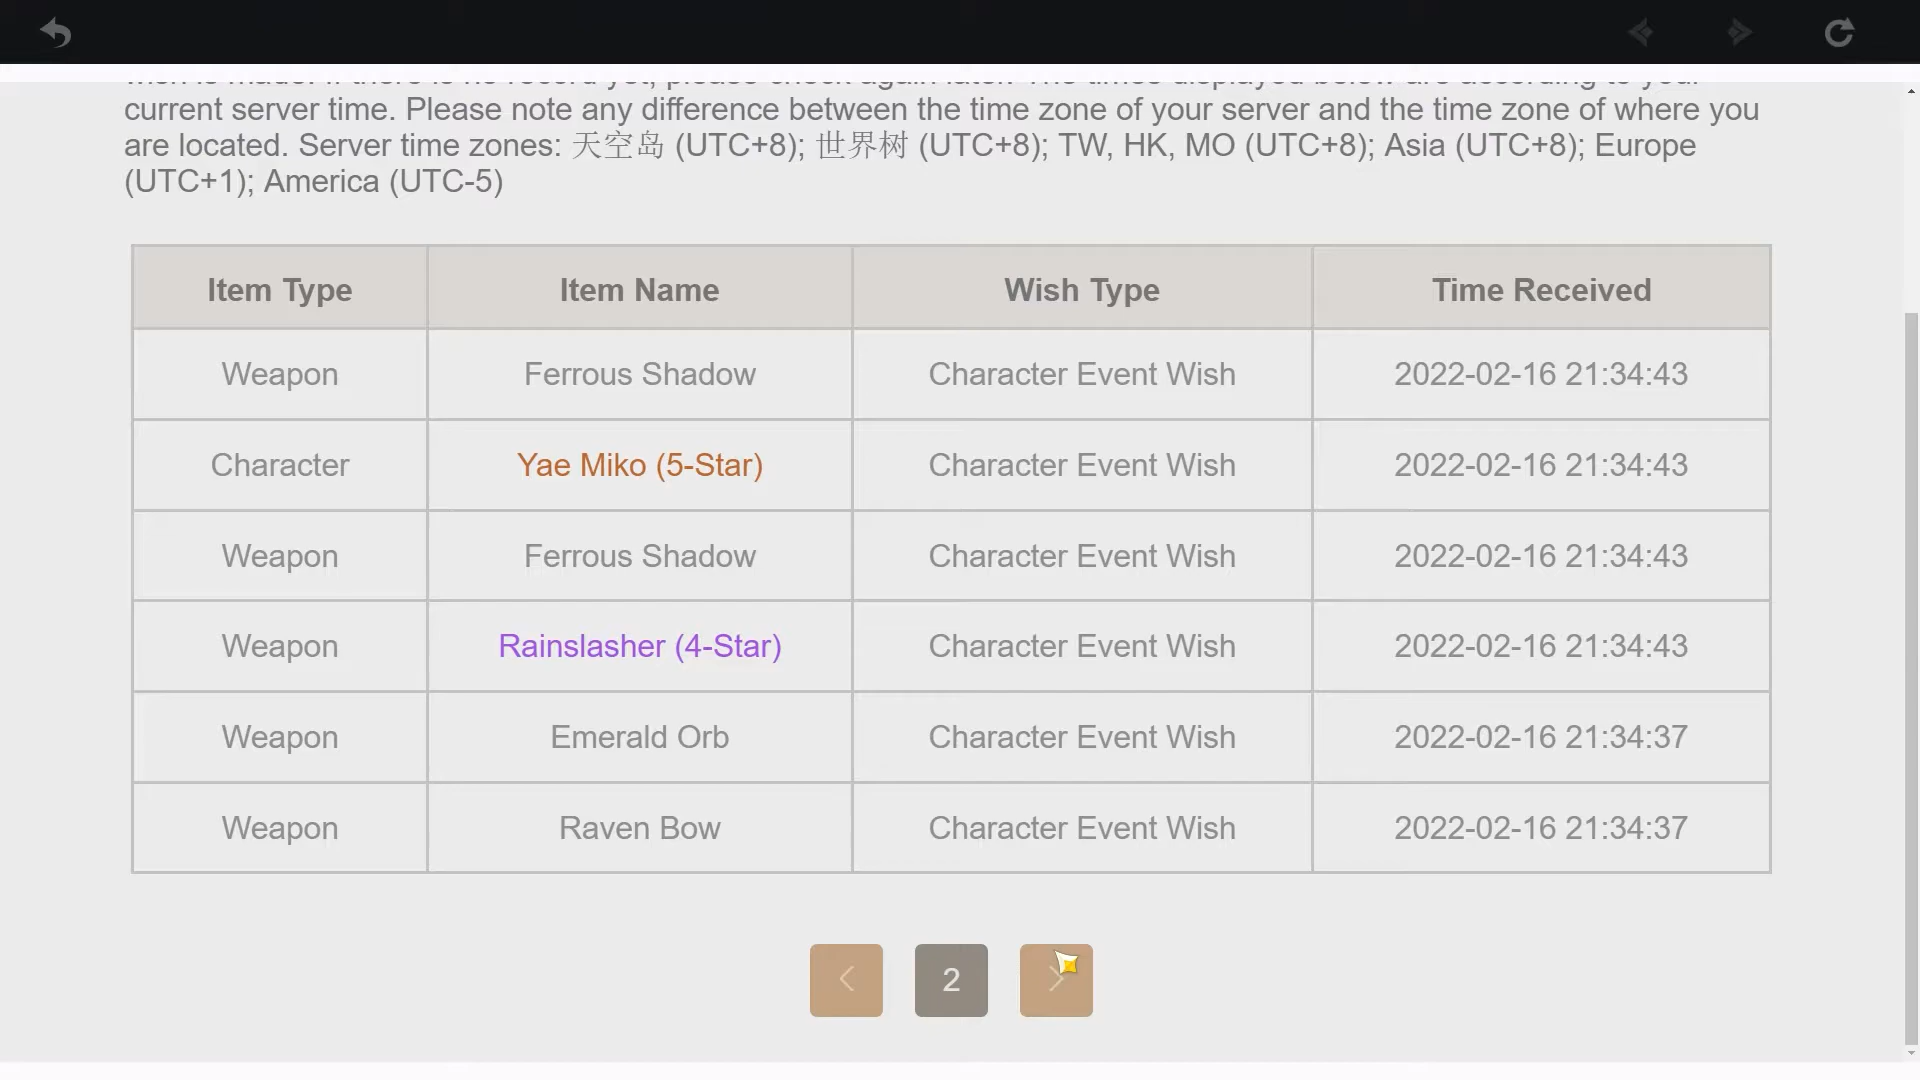 current server time. Please note any difference between the time zone of your server and the time zone of where you
are located. Server time zones: 天空岛 (UTC+8); 世界树 (UTC+8); TW, HK, MO (UTC+8); Asia (UTC+8); Europe
(UTC+1); America (UTC-5)
Item Type Item Name Wish Type Time Received
Weapon Ferrous Shadow Character Event Wish 2022-02-16 21:34:43
Character Yae Miko (5-Star) Character Event Wish 2022-02-16 21:34:43
Weapon Ferrous Shadow Character Event Wish 2022-02-16 21:34:43
Weapon Rainslasher (4-Star) Character Event Wish 2022-02-16 21:34:43
Weapon Emerald Orb Character Event Wish 2022-02-16 21:34:37
Weapon Raven Bow Character Event Wish 2022-02-16 21:34:37
2